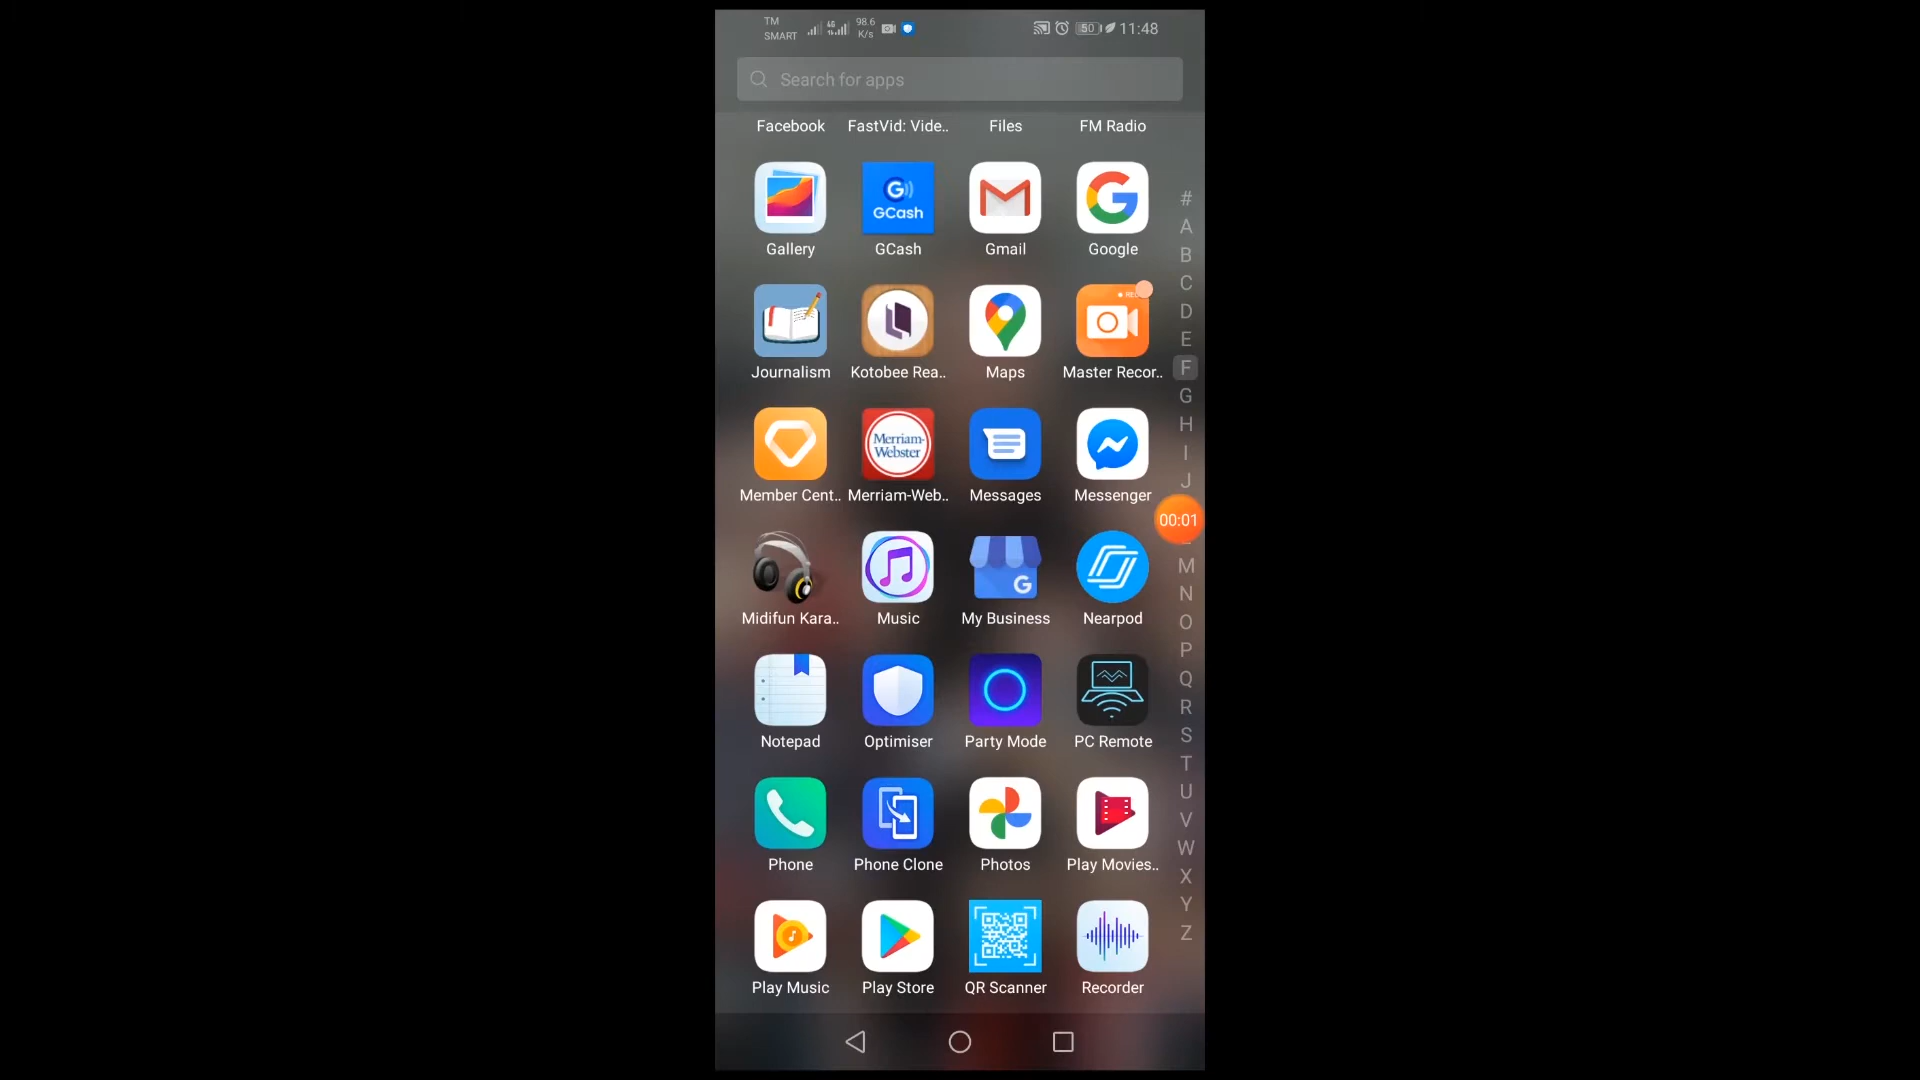 TM
SMART
4G
98.6
K/s
50
11:48
Search for apps
Facebook FastVid: Vide.. Files FM Radio
GCash
Gallery GCash Gmail Google
Journalism Kotobee Rea.. Maps Master Recor..
Merriam-
Webster
Member Cent.. Merriam-Web.. Messages Messenger
00:01
Midifun Kara.. Music My Business Nearpod
Notepad Optimiser Party Mode PC Remote
Phone Phone Clone Photos Play Movies..
Play Music Play Store QR Scanner Recorder
#
A
B
C
D
E
F
G
H
I
J
M
N
O
P
Q
R
S
T
U
V
W
X
Y
Z